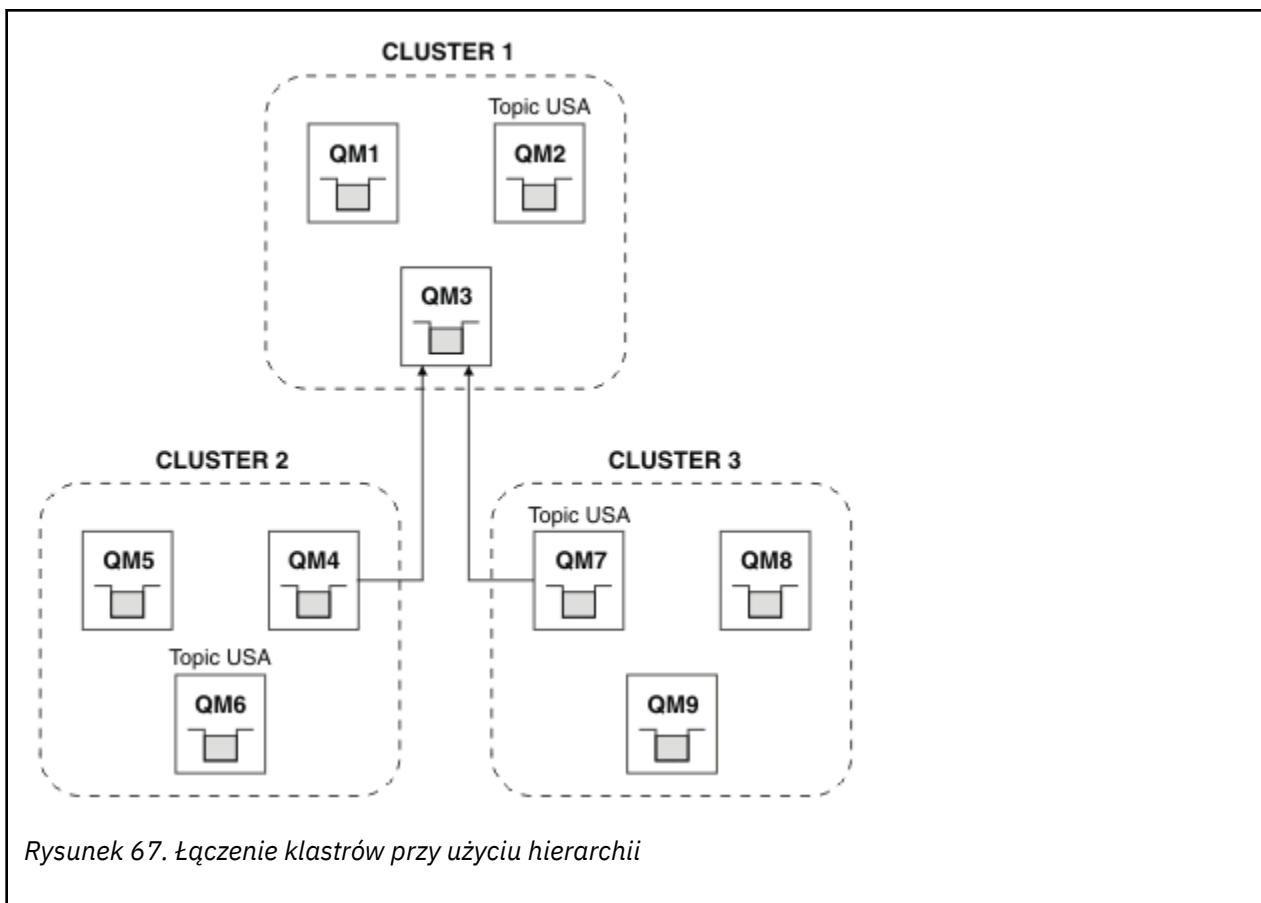 CLUSTER 1
Topic USA
QM1
QM2
QM3
CLUSTER 2
CLUSTER 3
Topic USA
QM5
QM4
QM7
QM8
Topic USA
QM6
QM9
Rysunek 67. Łączenie klastrów przy użyciu hierarchii